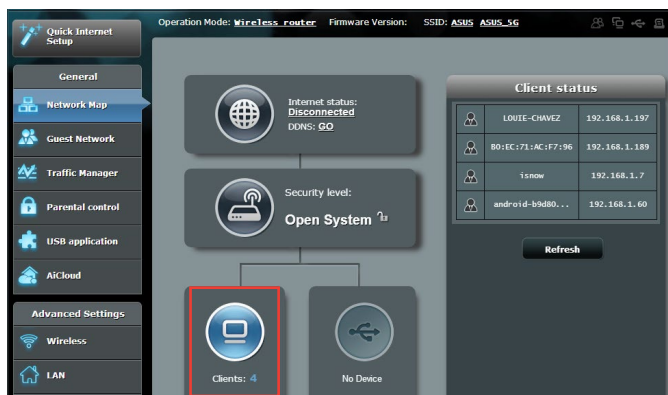 Quick Internet
Setup
Operation Mode: Wireless router Firmware Version: SSID: ASUS ASUS_5G
General
Network Map
Guest Network
Traffic Manager
Parental control
USB application
AiCloud
Advanced Settings
Wireless
LAN
Internet status:
Disconnected
DDNS: GO
Security level:
Open System
Clients: 4
No Device
Client status
LOUIE-CHAVEZ 192.168.1.197
B0:EC:71:AC:F7:96 192.168.1.189
isnow 192.168.1.7
android-b9d80... 192.168.1.60
Refresh